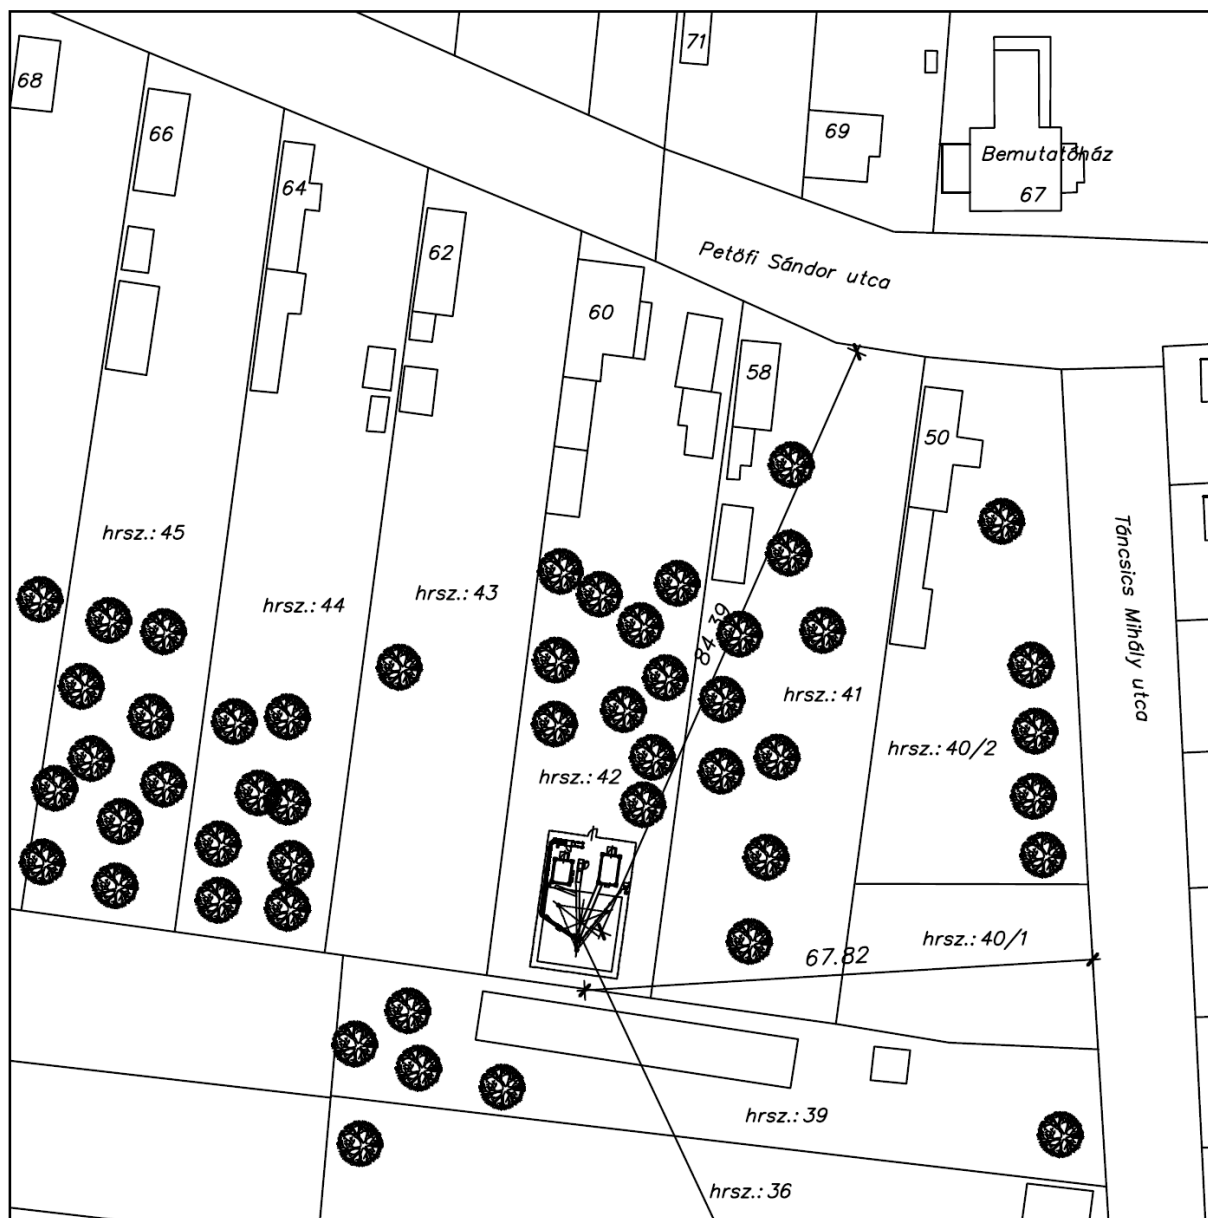 71
68
66
69
Bemutatóház
67
64
62
Petőfi Sándor utca
60
58
50
hrsz.: 45
hrsz.: 44
hrsz.: 43
84.39
Táncsics Mihály utca
hrsz.: 41
hrsz.: 40/2
hrsz.: 42
hrsz.: 40/1
67.82
hrsz.: 39
hrsz.: 36